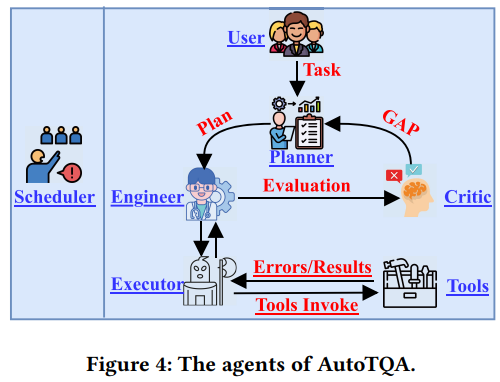 User
Task
Plan
GAP
Planner
Scheduler
Engineer
Evaluation
Critic
Executor
Errors/Results
Tools Invoke
Tools
Figure 4: The agents of AutoTQA.